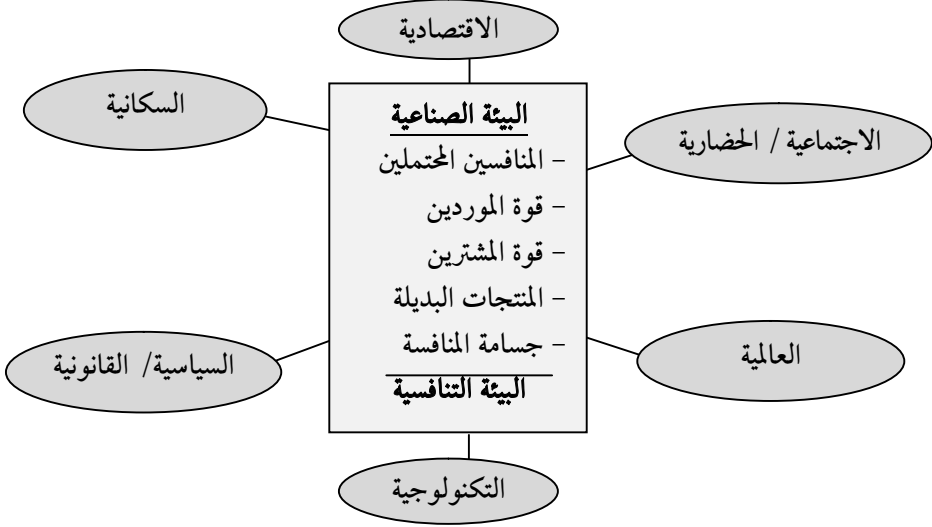 الاقتصادية
السكانية
الاجتماعية / الحضارية
البيئة الصناعية
– المنافسين المحتملين
– قوة الموردين
– قوة المشترين
– المنتجات البديلة
– جسامة المنافسة
البيئة التنافسية
العالمية
السياسية/ القانونية
التكنولوجية